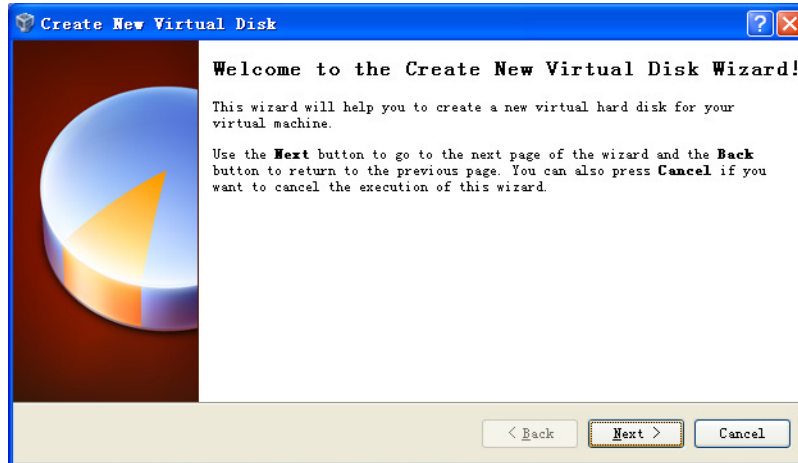 Create New Virtual Disk
Welcome to the Create New Virtual Disk Wizard!
This wizard will help you to create a new virtual hard disk for your
virtual machine.
Use the Next button to go to the next page of the wizard and the Back
button to return to the previous page. You can also press Cancel if you
want to cancel the execution of this wizard.
< Back Next > Cancel